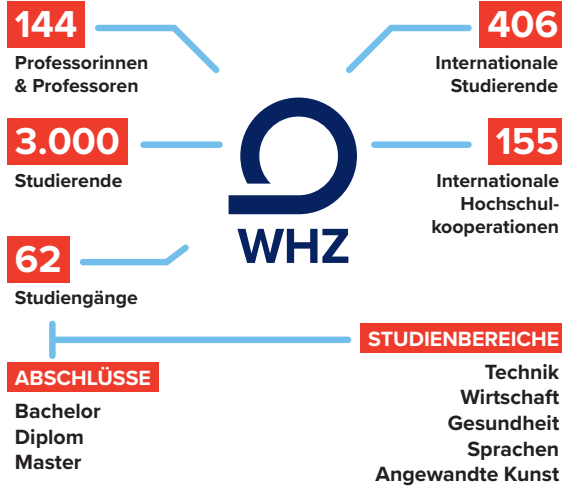 144
Professorinnen
& Professoren
406
Internationale
Studierende
3.000
Studierende
155
Internationale
Hochschul-
kooperationen
WHZ
62
Studiengänge
STUDIENBEREICHE
Technik
Wirtschaft
Gesundheit
Sprachen
Angewandte Kunst
ABSCHLÜSSE
Bachelor
Diplom
Master